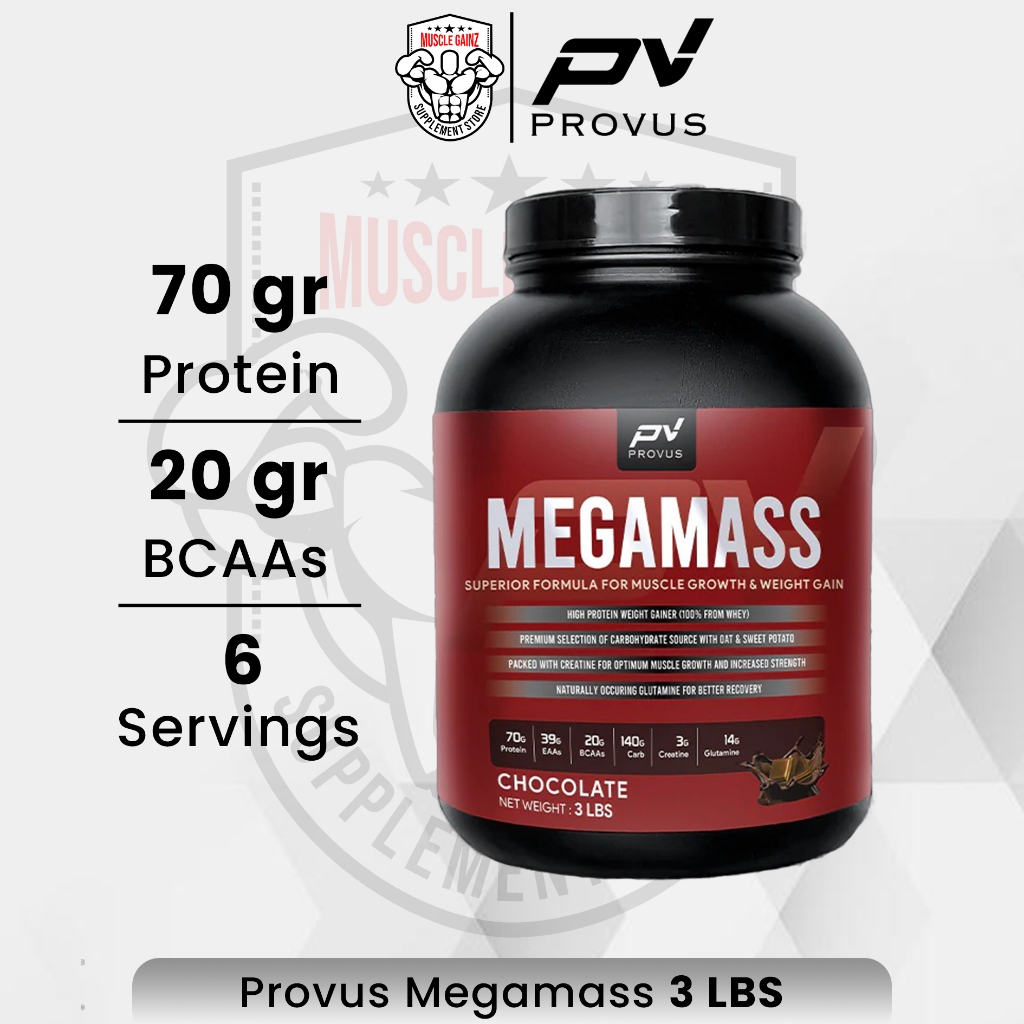 MUSCLE GAINZ
SUPPLEMENT STORE
PV
PROVUS
MUSCL
70 gr
Protein
20 gr
BCAAs
6
Servings
SUPPLEMENT
PV
PROVUS
MEGAMASS
SUPERIOR FORMULA FOR MUSCLE GROWTH & WEIGHT GAIN
HIGH PROTEIN WEIGHT GAINER (100% FROM WHEY)
PREMIUM SELECTION OF CARBOHYDRATE SOURCE WITH OAT & SWEET POTATO
PACKED WITH CREATINE FOR OPTIMUM MUSCLE GROWTH AND INCREASED STRENGTH
NATURALLY OCCURING GLUTAMINE FOR BETTER RECOVERY
70G 39G 20G 140G 3G 14G
Protein EAAs BCAAs Carb Creatine Glutamine
CHOCOLATE
NET WEIGHT : 3 LBS
Provus Megamass 3 LBS